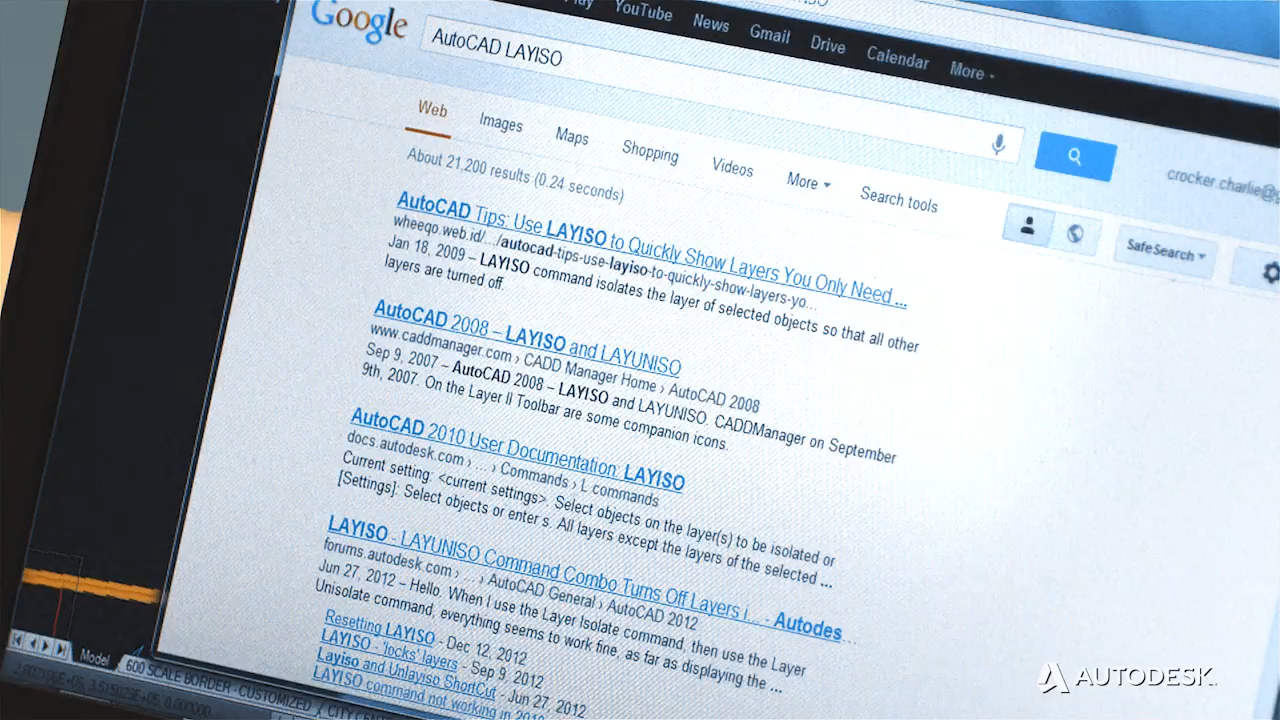 YouTube News Gmail Drive Calendar More
Google AutoCAD LAYISO
Web Images Maps Shopping Videos More Search tools
crocker.charlie@
About 21,200 results (0.24 seconds)
SafeSearch
AutoCAD Tips: Use LAYISO to Quickly Show Layers You Only Need ...
wheeqo.web.id/.../autocad-tips-use-layiso-to-quickly-show-layers-yo...
Jan 18, 2009 – LAYISO command isolates the layer of selected objects so that all other
layers are turned off.
AutoCAD 2008 – LAYISO and LAYUNISO
www.caddmanager.com › CADD Manager Home › AutoCAD 2008
Sep 9, 2007 – AutoCAD 2008 – LAYISO and LAYUNISO. CADDManager on September
9th, 2007. On the Layer II Toolbar are some companion icons.
AutoCAD 2010 User Documentation: LAYISO
docs.autodesk.com › ... › Commands › L commands
Current setting: <current settings>. Select objects on the layer(s) to be isolated or
[Settings]: Select objects or enter s. All layers except the layers of the selected ...
LAYISO - LAYUNISO Command Combo Turns Off Layers i... - Autodes...
forums.autodesk.com › ... › AutoCAD General › AutoCAD 2012
Jun 27, 2012 – Hello. When I use the Layer Isolate command, then use the Layer
Unisolate command, everything seems to work fine, as far as displaying the ...
Resetting LAYISO - Dec 12, 2012
LAYISO - 'locks' layers - Sep 9, 2012
Layiso and Unlayiso ShortCut - Jun 27, 2012
LAYISO command not working in 2010
Model 600 SCALE BORDER - CUSTOMIZED CITY
AUTODESK